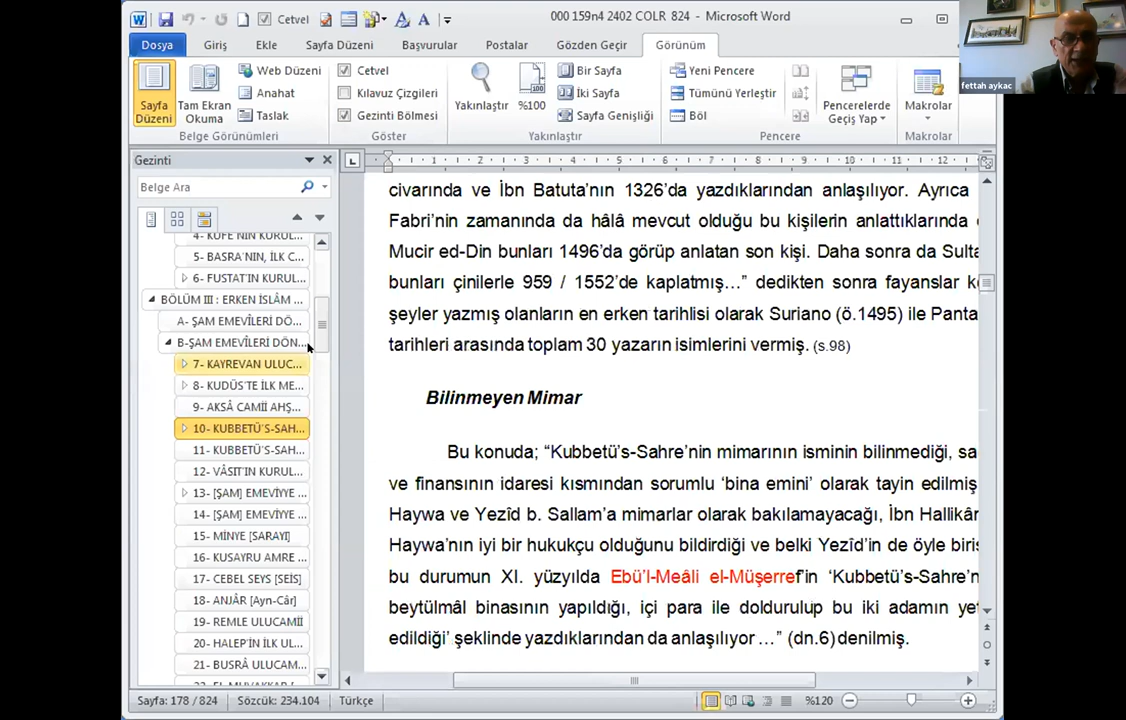 Cetvel
000 159n4 2402 COLR 824 - Microsoft Word
Dosya Giriş Ekle Sayfa Düzeni Başvurular Postalar Gözden Geçir Görünüm
fettah aykac
Sayfa Düzeni
Tam Ekran Okuma
Web Düzeni
Anahat
Taslak
Belge Görünümleri
Cetvel
Kılavuz Çizgileri
Gezinti Bölmesi
Göster
Yakınlaştır
%100
Bir Sayfa
İki Sayfa
Sayfa Genişliği
Yakınlaştır
Yeni Pencere
Tümünü Yerleştir
Böl
Pencerelerde Geçiş Yap
Pencere
Makrolar
Makrolar
Gezinti
Belge Ara
4- KÛFE'NİN KURUL...
5- BASRA'NIN, İLK C...
6- FUSTAT'IN KURUL...
BÖLÜM III : ERKEN İSLÂM ...
A- ŞAM EMEVÎLERİ DÖ...
B-ŞAM EMEVÎLERİ DÖN...
7- KAYREVAN ULUC...
8- KUDÜS'TE İLK ME...
9- AKSÂ CAMİİ AHŞ...
10- KUBBETÜ'S-SAH...
11- KUBBETÜ'S-SAH...
12- VÂSIT'IN KURUL...
13- [ŞAM] EMEVİYYE ...
14- [ŞAM] EMEVİYYE ...
15- MİNYE [SARAYI]
16- KUSAYRU AMRE ...
17- CEBEL SEYS [SEİS]
18- ANJÂR [Ayn-Câr]
19- REMLE ULUCAMİİ
20- HALEP'İN İLK UL...
21- BUSRÂ ULUCAM...
civarında ve İbn Batuta'nın 1326'da yazdıklarından anlaşılıyor. Ayrıca
Fabri'nin zamanında da hâlâ mevcut olduğu bu kişilerin anlattıklarında
Mucir ed-Din bunları 1496'da görüp anlatan son kişi. Daha sonra da Sulta
bunları çinilerle 959 / 1552'de kaplatmış…” dedikten sonra fayanslar
şeyler yazmış olanların en erken tarihlisi olarak Suriano (ö.1495) ile Panta
tarihleri arasında toplam 30 yazarın isimlerini vermiş. (s.98)
Bilinmeyen Mimar
Bu konuda; “Kubbetü's-Sahre'nin mimarının isminin bilinmediği, sa
ve finansının idaresi kısmından sorumlu ‘bina emini’ olarak tayin edilmiş
Haywa ve Yezîd b. Sallam'a mimarlar olarak bakılamayacağı, İbn Hallikâ
Haywa'nın iyi bir hukukçu olduğunu bildirdiği ve belki Yezîd'in de öyle biris
bu durumun XI. yüzyılda Ebü'l-Meâli el-Müşerref'in ‘Kubbetü's-Sahre'n
beytülmâl binasının yapıldığı, içi para ile doldurulup bu iki adamın yet
edildiği’ şeklinde yazdıklarından da anlaşılıyor …” (dn.6) denilmiş.
Sayfa: 178 / 824 Sözcük: 234.104 Türkçe %120